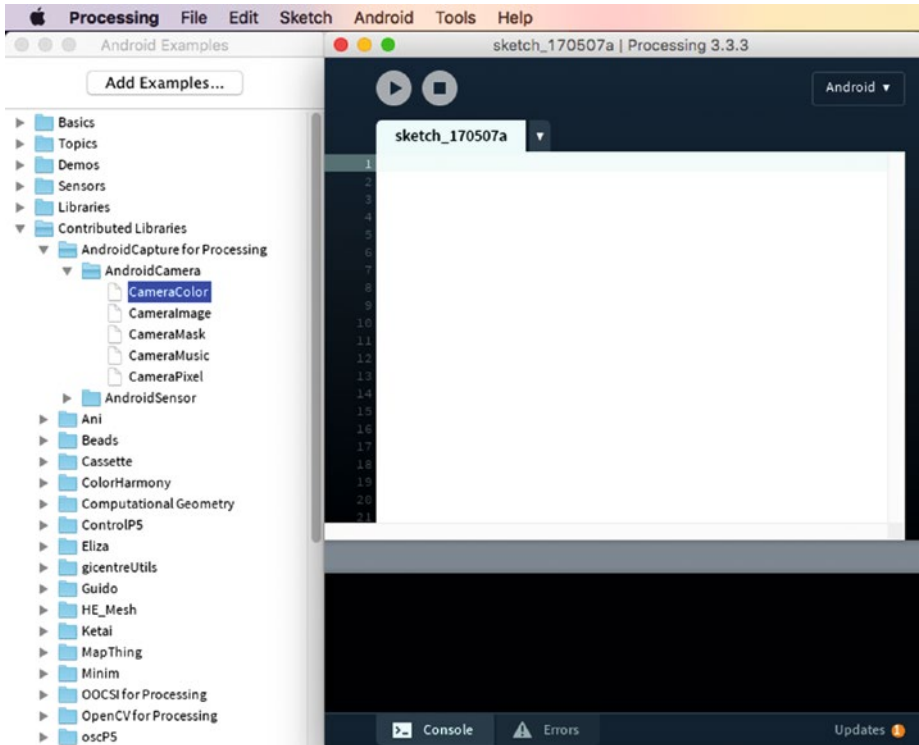 Processing File Edit Sketch Android Tools Help
Android Examples
Add Examples...
Basics
Topics
Demos
Sensors
Libraries
Contributed Libraries
AndroidCapture for Processing
AndroidCamera
CameraColor
CameraImage
CameraMask
CameraMusic
CameraPixel
AndroidSensor
Ani
Beads
Cassette
ColorHarmony
Computational Geometry
ControlP5
Eliza
gicentreUtils
Guido
HE_Mesh
Ketai
MapThing
Minim
OOCSI for Processing
OpenCV for Processing
oscP5
sketch_170507a | Processing 3.3.3
Android
sketch_170507a
1
2
3
4
5
6
7
8
9
10
11
12
13
14
15
16
17
18
19
20
21
Console Errors Updates 1